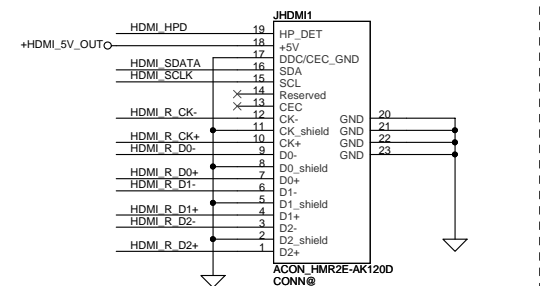 JHDMI1
HDMI_HPD 19 HP_DET
+HDMI_5V_OUT 18 +5V
17 DDC/CEC_GND
HDMI_SDATA 16 SDA
HDMI_SCLK 15 SCL
14 Reserved
13 CEC
HDMI_R_CK- 12 CK- GND 20
11 CK_shield GND 21
HDMI_R_CK+ 10 CK+ GND 22
HDMI_R_D0- 9 D0- GND 23
8 D0_shield
HDMI_R_D0+ 7 D0+
HDMI_R_D1- 6 D1-
5 D1_shield
HDMI_R_D1+ 4 D1+
HDMI_R_D2- 3 D2-
2 D2_shield
HDMI_R_D2+ 1 D2+
ACON_HMR2E-AK120D
CONN@